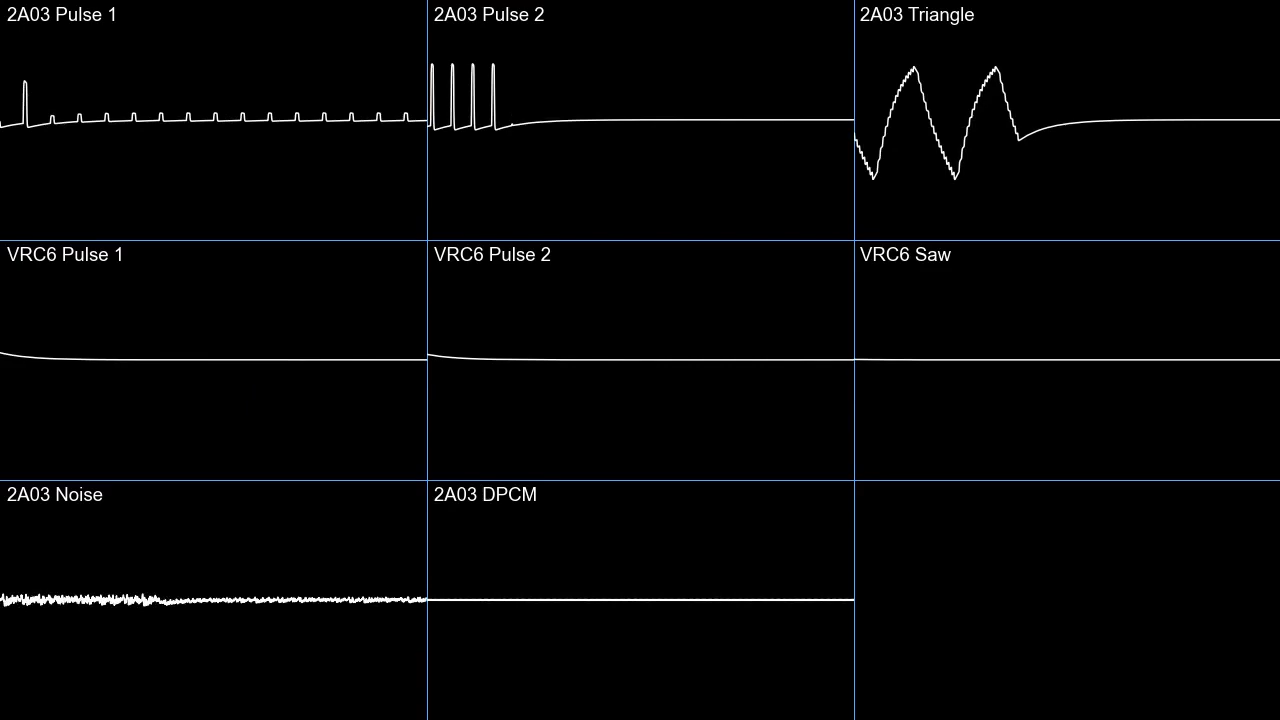 2A03 Pulse 1
2A03 Pulse 2
2A03 Triangle
VRC6 Pulse 1
VRC6 Pulse 2
VRC6 Saw
2A03 Noise
2A03 DPCM